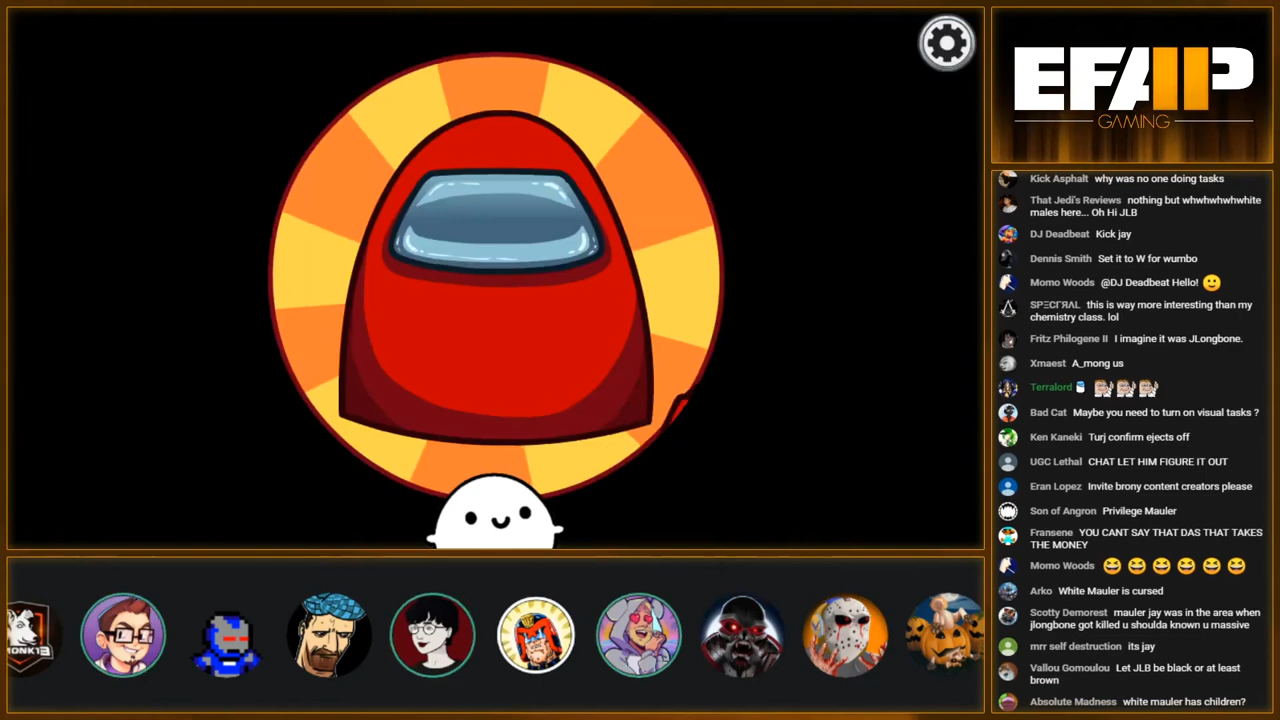 EFAP
GAMING
Kick Asphalt why was no one doing tasks
That Jedi's Reviews nothing but whwhwhwhwhite
males here... Oh Hi JLB
DJ Deadbeat Kick jay
Dennis Smith Set it to W for wumbo
Momo Woods @DJ Deadbeat Hello! 🙂
SPΞCΓЯAL this is way more interesting than my
chemistry class. lol
Fritz Philogene II I imagine it was JLongbone.
Xmaest A_mong us
Terralord
Bad Cat Maybe you need to turn on visual tasks ?
Ken Kaneki Turj confirm ejects off
UGC Lethal CHAT LET HIM FIGURE IT OUT
Eran Lopez Invite brony content creators please
Son of Angron Privilege Mauler
Fransene YOU CANT SAY THAT DAS THAT TAKES
THE MONEY
Momo Woods 😆 😆 😆 😆 😆 😆
Arko White Mauler is cursed
Scotty Demorest mauler jay was in the area when
jlongbone got killed u shoulda known u massive
mrr self destruction its jay
Vallou Gomoulou Let JLB be black or at least
brown
Absolute Madness white mauler has children?